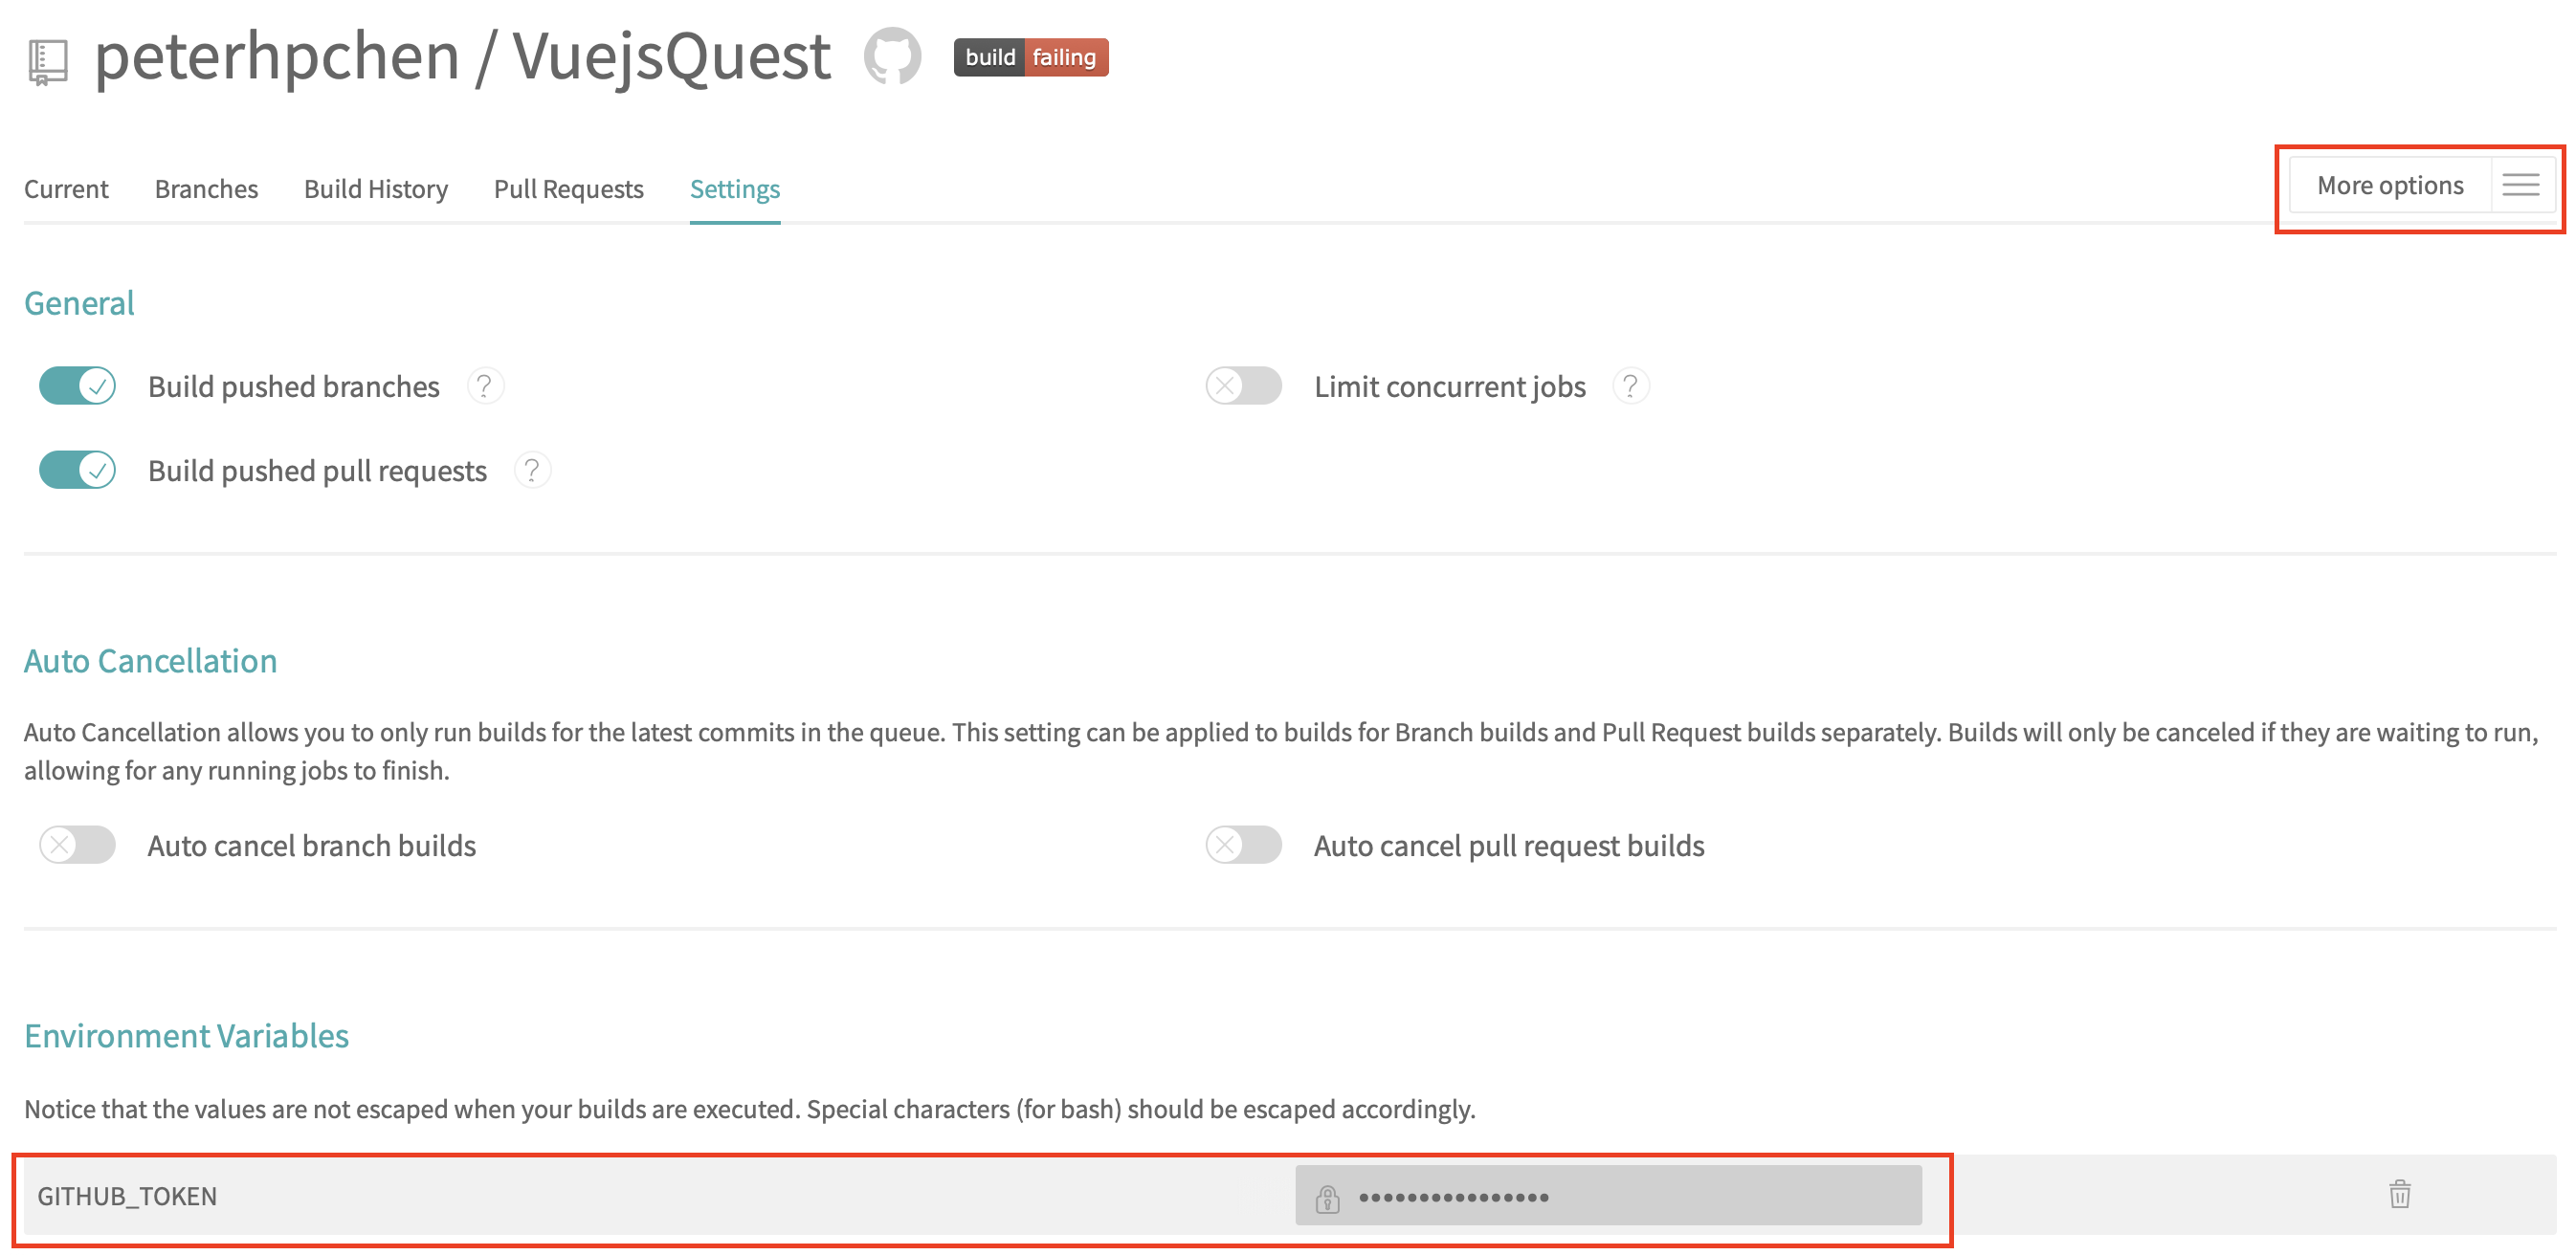 peterhpchen / VuejsQuest build failing
Current Branches Build History Pull Requests Settings More options
General
Build pushed branches ? Limit concurrent jobs ?
Build pushed pull requests ?
Auto Cancellation
Auto Cancellation allows you to only run builds for the latest commits in the queue. This setting can be applied to builds for Branch builds and Pull Request builds separately. Builds will only be canceled if they are waiting to run,
allowing for any running jobs to finish.
Auto cancel branch builds Auto cancel pull request builds
Environment Variables
Notice that the values are not escaped when your builds are executed. Special characters (for bash) should be escaped accordingly.
GITHUB_TOKEN ••••••••••••••••